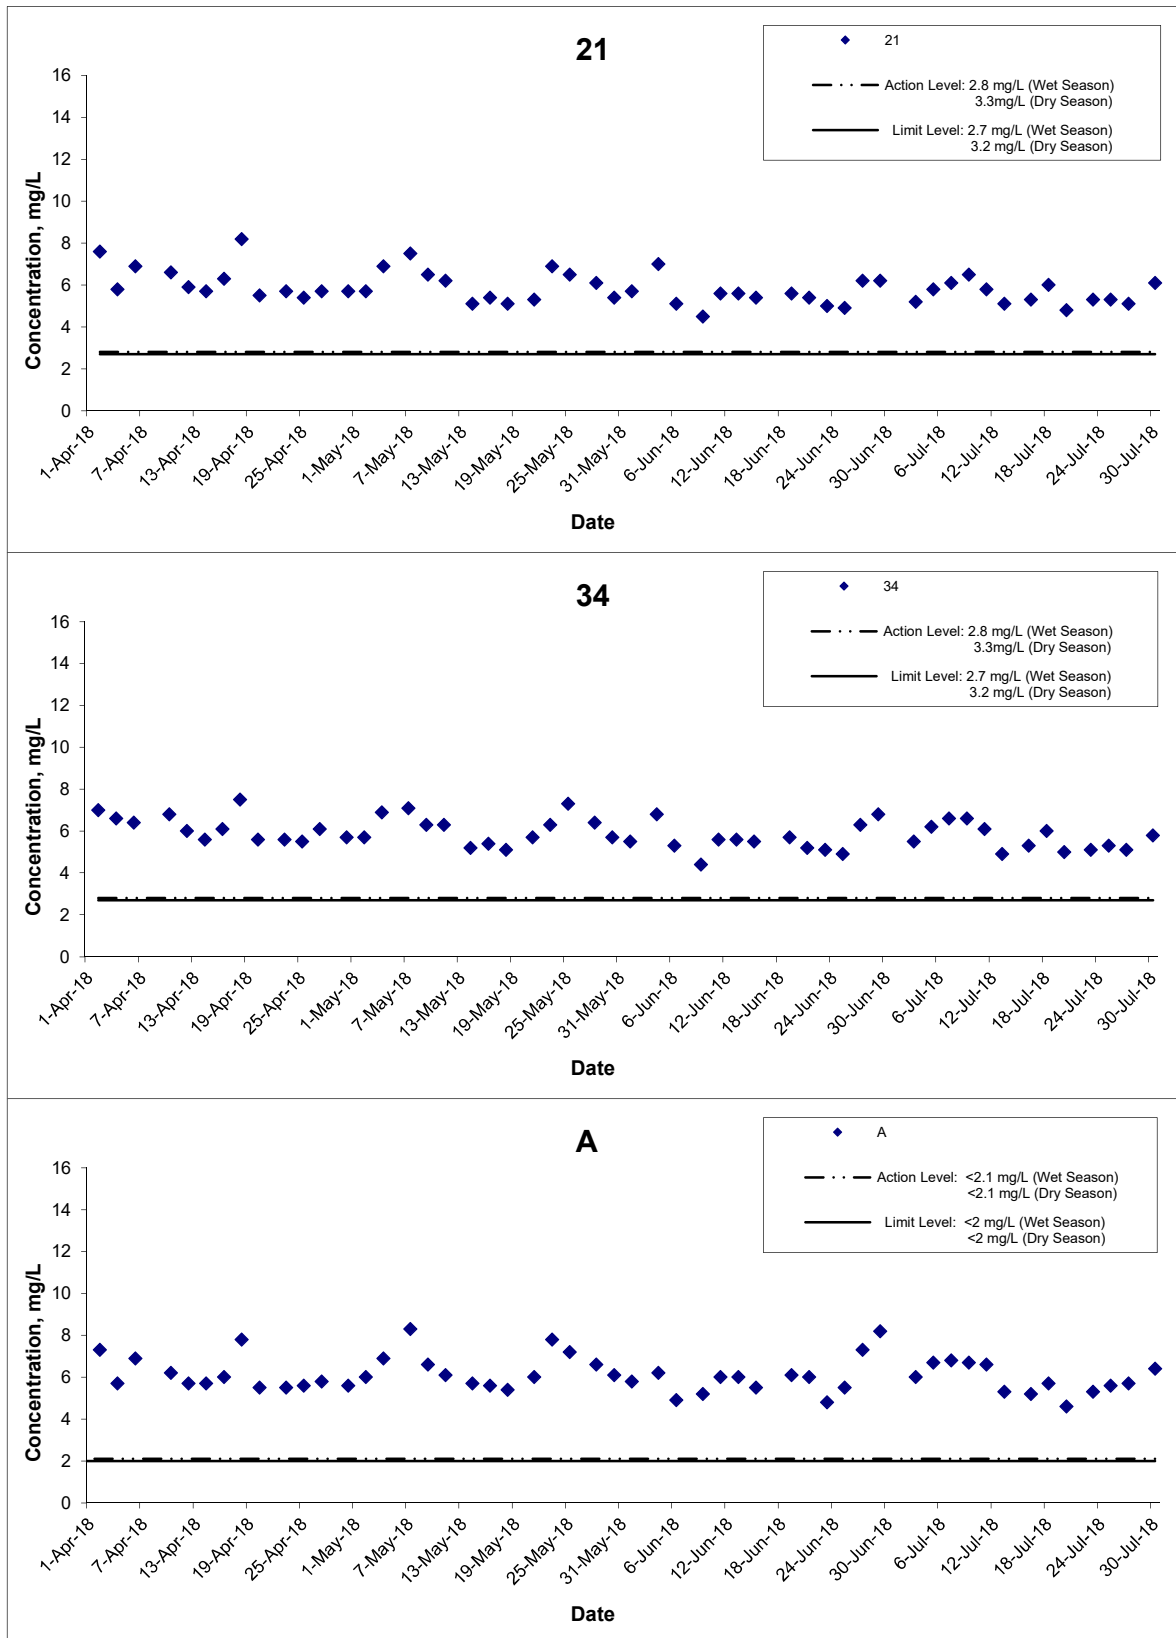 21
21
Action Level: 2.8 mg/L (Wet Season)
3.3mg/L (Dry Season)
Limit Level: 2.7 mg/L (Wet Season)
3.2 mg/L (Dry Season)
Concentration, mg/L
16
14
12
10
8
6
4
2
0
1-Apr-18
7-Apr-18
13-Apr-18
19-Apr-18
25-Apr-18
1-May-18
7-May-18
13-May-18
19-May-18
25-May-18
31-May-18
6-Jun-18
12-Jun-18
18-Jun-18
24-Jun-18
30-Jun-18
6-Jul-18
12-Jul-18
18-Jul-18
24-Jul-18
30-Jul-18
Date
34
34
Action Level: 2.8 mg/L (Wet Season)
3.3mg/L (Dry Season)
Limit Level: 2.7 mg/L (Wet Season)
3.2 mg/L (Dry Season)
Concentration, mg/L
16
14
12
10
8
6
4
2
0
1-Apr-18
7-Apr-18
13-Apr-18
19-Apr-18
25-Apr-18
1-May-18
7-May-18
13-May-18
19-May-18
25-May-18
31-May-18
6-Jun-18
12-Jun-18
18-Jun-18
24-Jun-18
30-Jun-18
6-Jul-18
12-Jul-18
18-Jul-18
24-Jul-18
30-Jul-18
Date
A
A
Action Level: <2.1 mg/L (Wet Season)
<2.1 mg/L (Dry Season)
Limit Level: <2 mg/L (Wet Season)
<2 mg/L (Dry Season)
Concentration, mg/L
16
14
12
10
8
6
4
2
0
1-Apr-18
7-Apr-18
13-Apr-18
19-Apr-18
25-Apr-18
1-May-18
7-May-18
13-May-18
19-May-18
25-May-18
31-May-18
6-Jun-18
12-Jun-18
18-Jun-18
24-Jun-18
30-Jun-18
6-Jul-18
12-Jul-18
18-Jul-18
24-Jul-18
30-Jul-18
Date